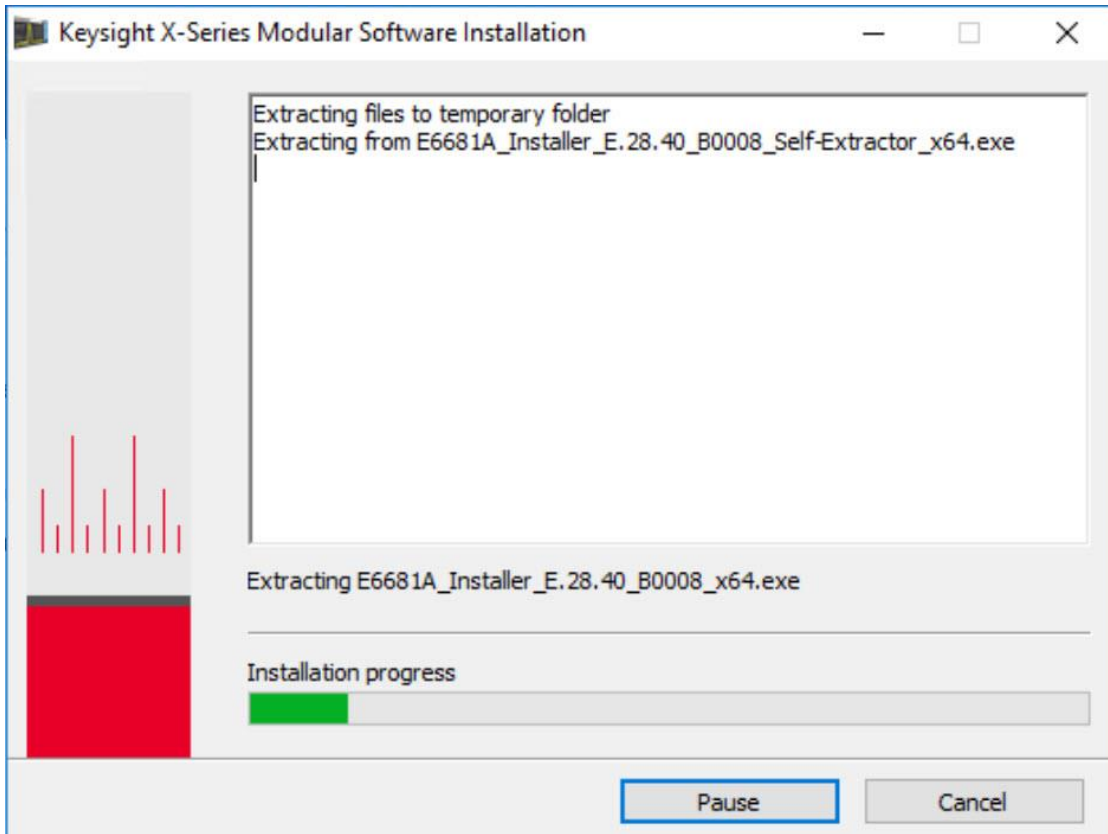 Keysight X-Series Modular Software Installation
Extracting files to temporary folder
Extracting from E6681A_Installer_E.28.40_B0008_Self-Extractor_x64.exe
Extracting E6681A_Installer_E.28.40_B0008_x64.exe
Installation progress
Pause
Cancel